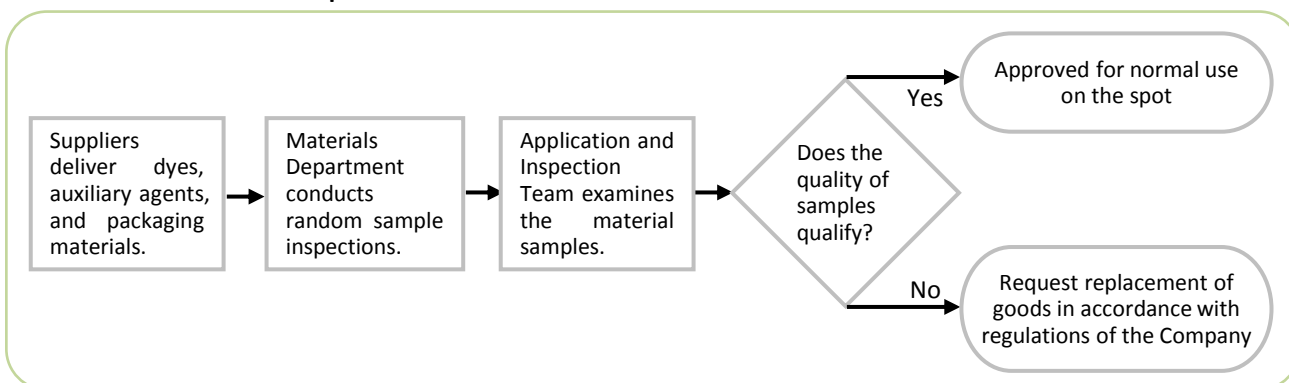 Suppliers
deliver dyes,
auxiliary agents,
and packaging
materials.
Materials
Department
conducts
random sample
inspections.
Application and
Inspection
Team examines
the material
samples.
Does the
quality of
samples
qualify?
Yes
Approved for normal use
on the spot
No
Request replacement of
goods in accordance with
regulations of the Company